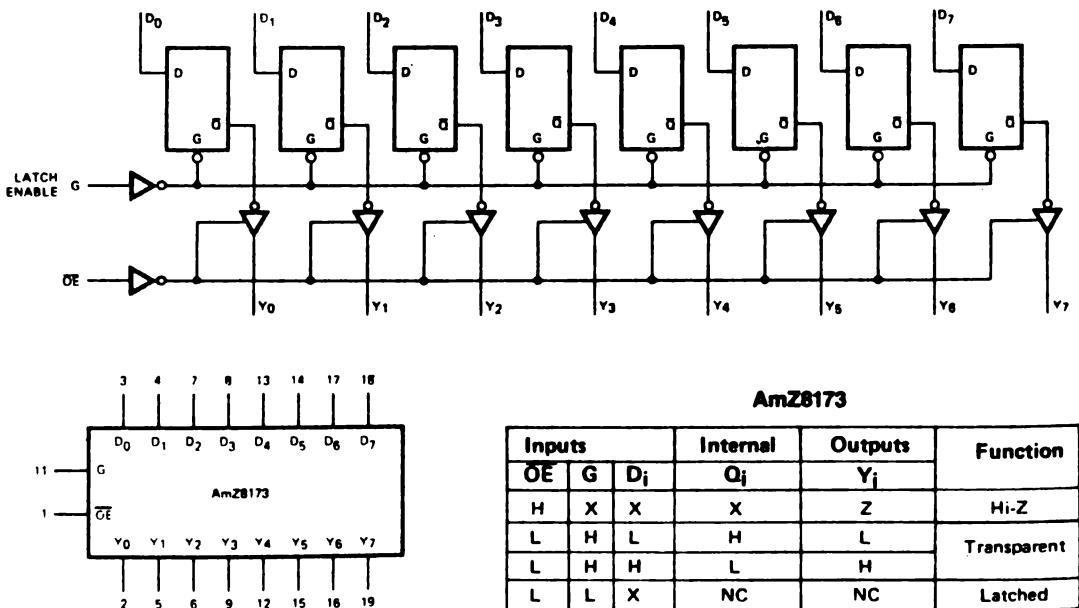 D0 D1 D2 D3 D4 D5 D6 D7
D D D D D D D D
Q̅ Q̅ Q̅ Q̅ Q̅ Q̅ Q̅ Q̅
G G G G G G G G
LATCH
ENABLE G
O̅E̅
Y0 Y1 Y2 Y3 Y4 Y5 Y6 Y7
3 4 7 8 13 14 17 18
D0 D1 D2 D3 D4 D5 D6 D7
11 G
AmZ8173
1 O̅E̅
Y0 Y1 Y2 Y3 Y4 Y5 Y6 Y7
2 5 6 9 12 15 16 19
AmZ8173
Inputs Internal Outputs Function
O̅E̅ G Di Qi Yi
H X X X Z Hi-Z
L H L H L Transparent
L H H L H
L L X NC NC Latched